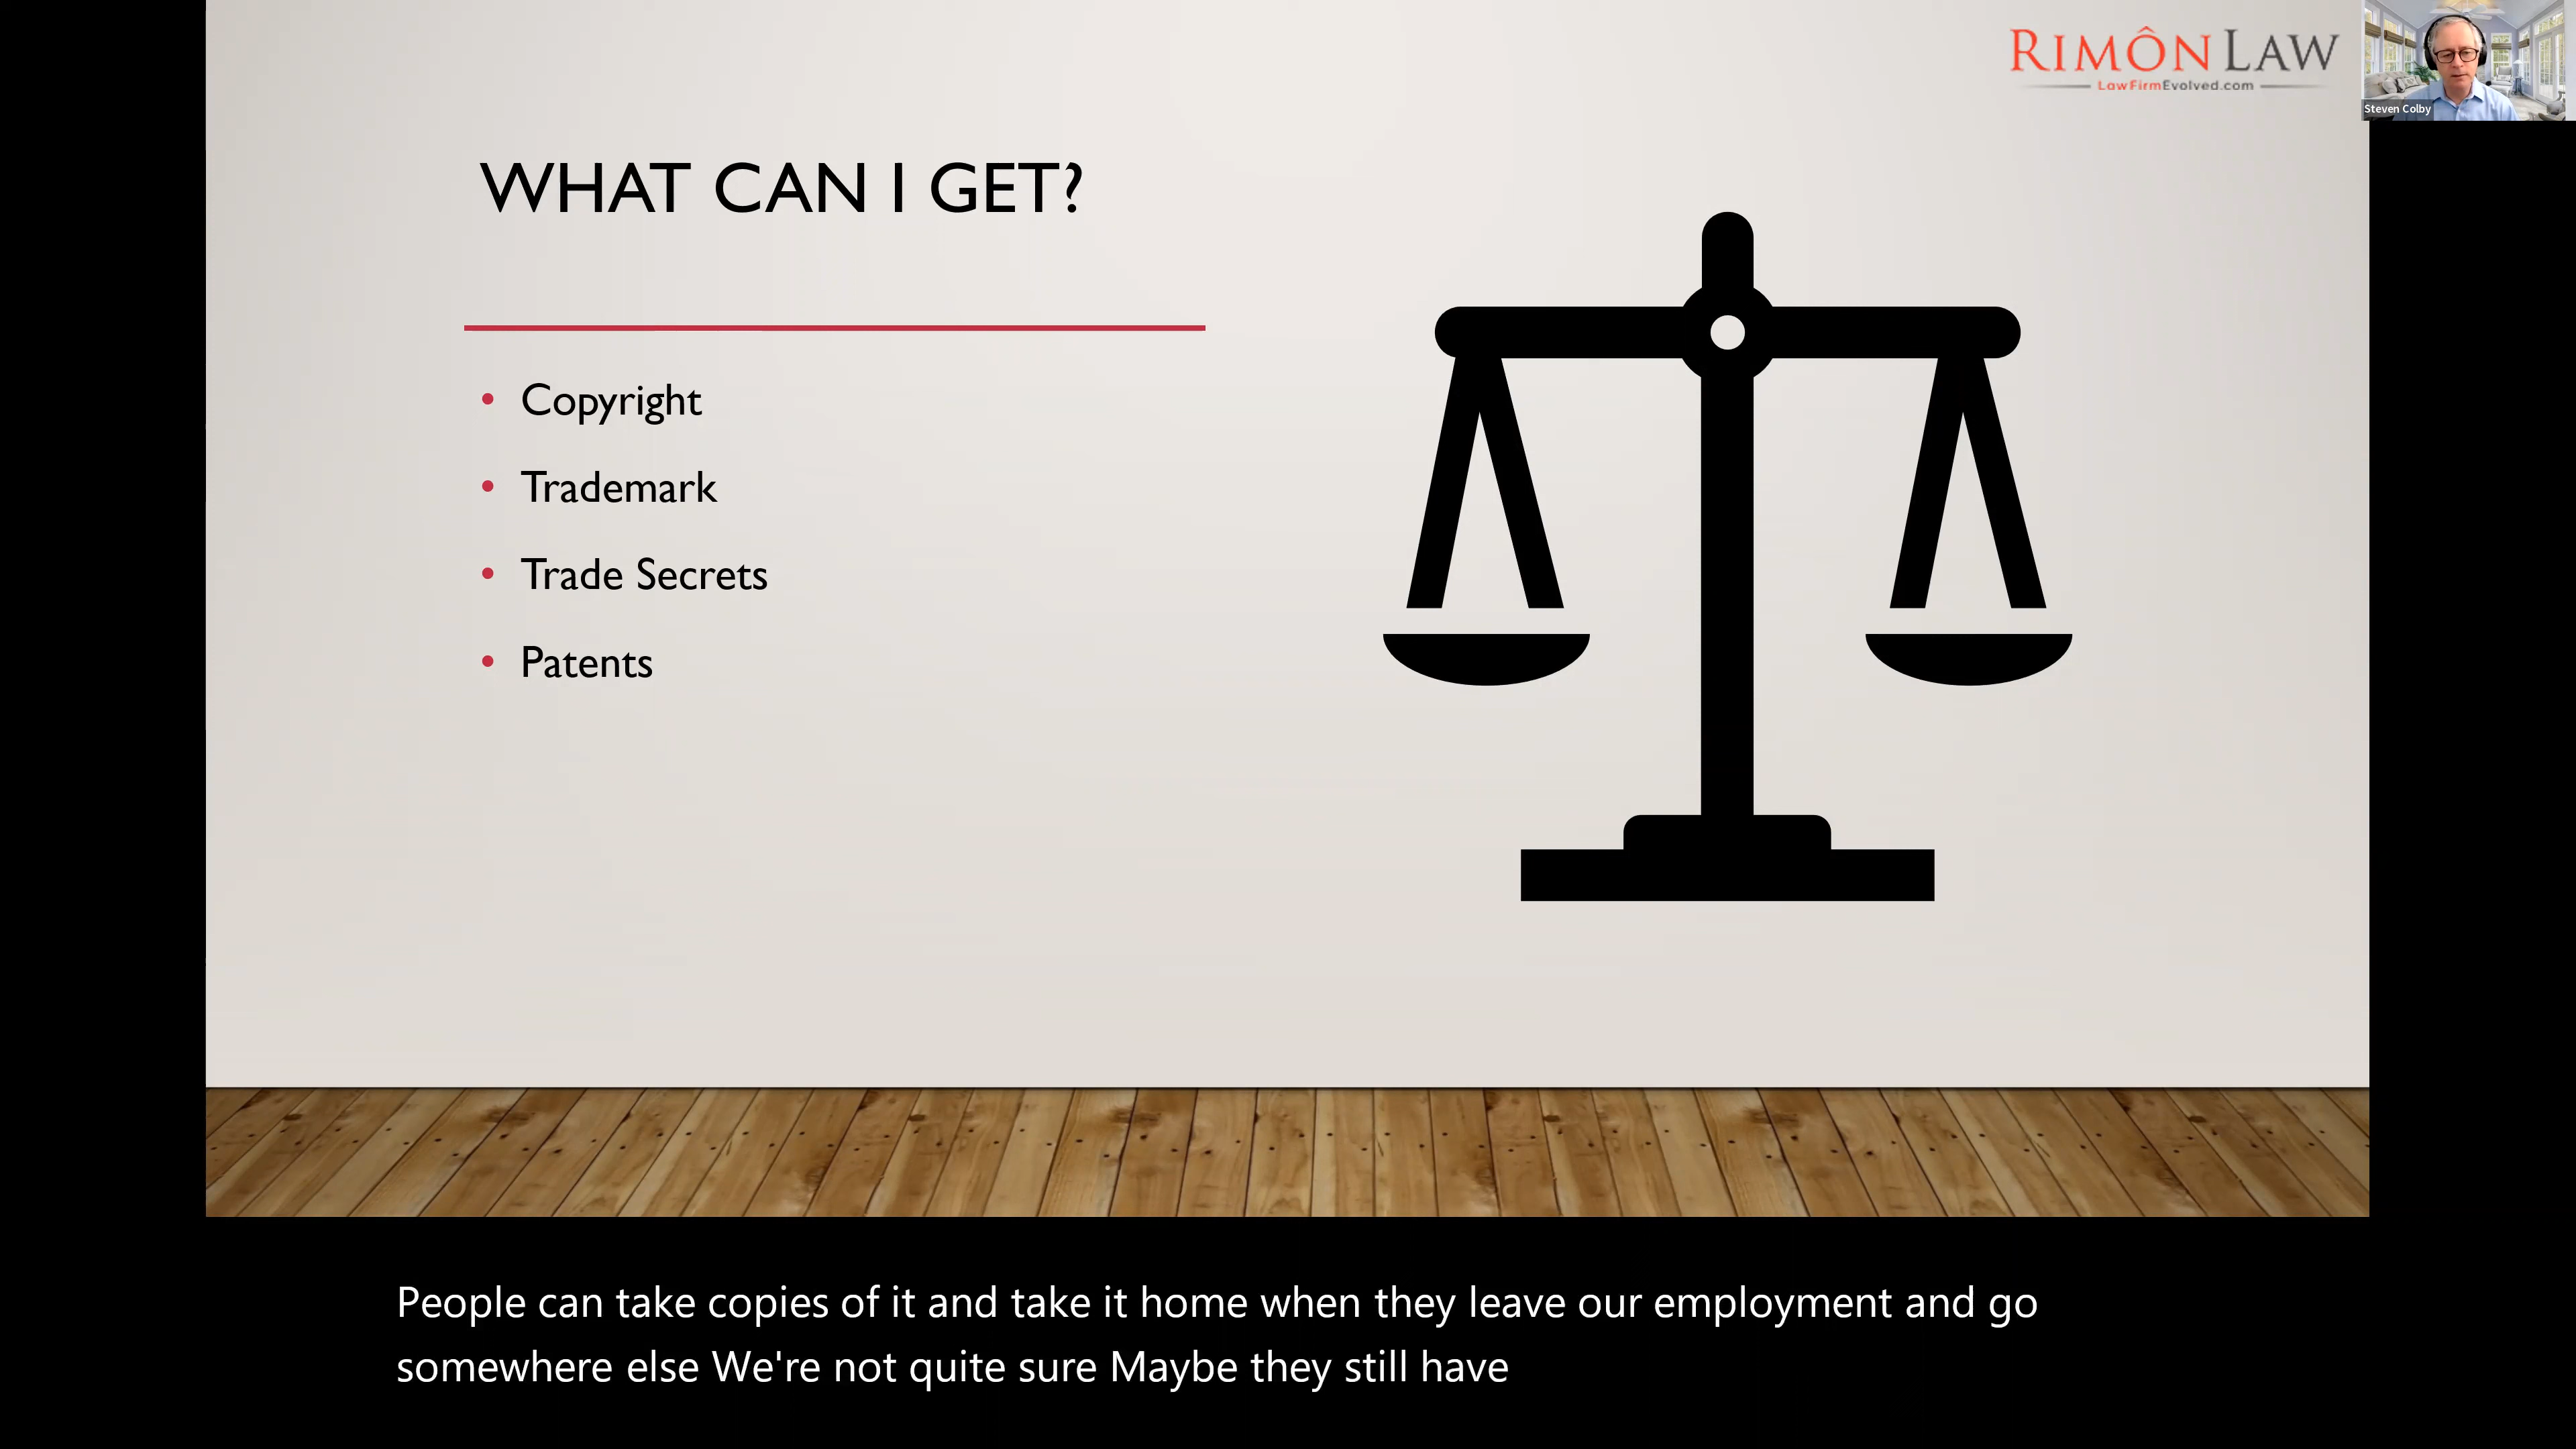 RIMÔN LAW
LawFirmEvolved.com
Steven Colby
WHAT CAN I GET?
• Copyright
• Trademark
• Trade Secrets
• Patents
People can take copies of it and take it home when they leave our employment and go
somewhere else We're not quite sure Maybe they still have